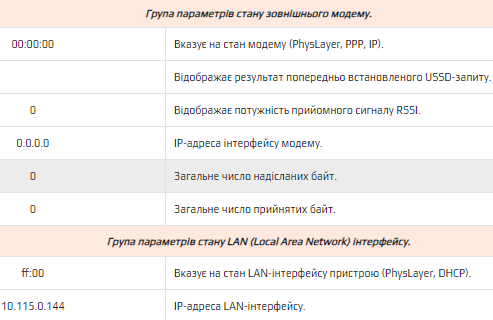 Група параметрів стану зовнішнього модему.
00:00:00 Вказує на стан модему (PhysLayer, PPP, IP).
Відображає результат попередньо встановленого USSD-запиту.
0 Відображає потужність прийомного сигналу RSSI.
0.0.0.0 IP-адреса інтерфейсу модему.
0 Загальне число надісланих байт.
0 Загальне число прийнятих байт.
Група параметрів стану LAN (Local Area Network) інтерфейсу.
ff:00 Вказує на стан LAN-інтерфейсу пристрою (PhysLayer, DHCP).
10.115.0.144 IP-адреса LAN-інтерфейсу.